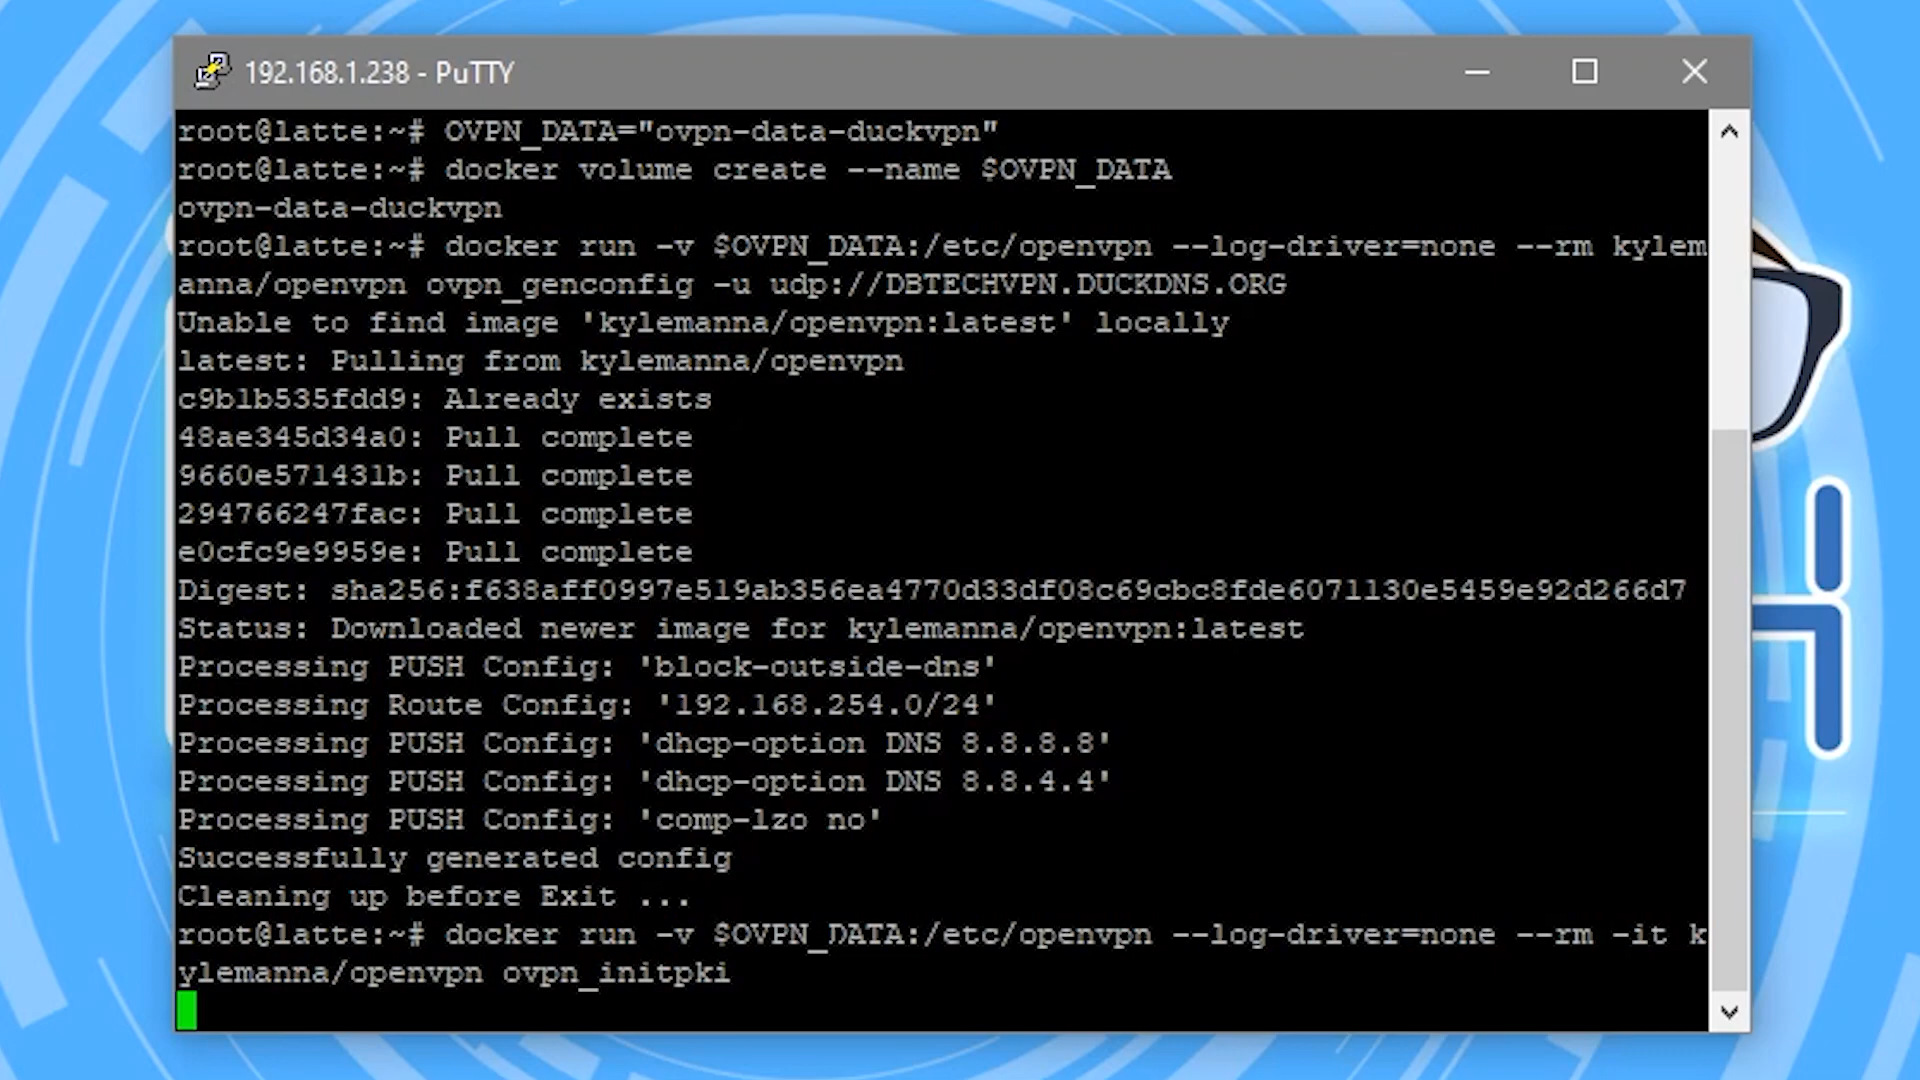 192.168.1.238 - PuTTY
root@latte:~# OVPN_DATA="ovpn-data-duckvpn"
root@latte:~# docker volume create --name $OVPN_DATA
ovpn-data-duckvpn
root@latte:~# docker run -v $OVPN_DATA:/etc/openvpn --log-driver=none --rm kylem
anna/openvpn ovpn_genconfig -u udp://DBTECHVPN.DUCKDNS.ORG
Unable to find image 'kylemanna/openvpn:latest' locally
latest: Pulling from kylemanna/openvpn
c9b1b535fdd9: Already exists
48ae345d34a0: Pull complete
9660e571431b: Pull complete
294766247fac: Pull complete
e0cfc9e9959e: Pull complete
Digest: sha256:f638aff0997e519ab356ea4770d33df08c69cbc8fde6071130e5459e92d266d7
Status: Downloaded newer image for kylemanna/openvpn:latest
Processing PUSH Config: 'block-outside-dns'
Processing Route Config: '192.168.254.0/24'
Processing PUSH Config: 'dhcp-option DNS 8.8.8.8'
Processing PUSH Config: 'dhcp-option DNS 8.8.4.4'
Processing PUSH Config: 'comp-lzo no'
Successfully generated config
Cleaning up before Exit ...
root@latte:~# docker run -v $OVPN_DATA:/etc/openvpn --log-driver=none --rm -it k
ylemanna/openvpn ovpn_initpki